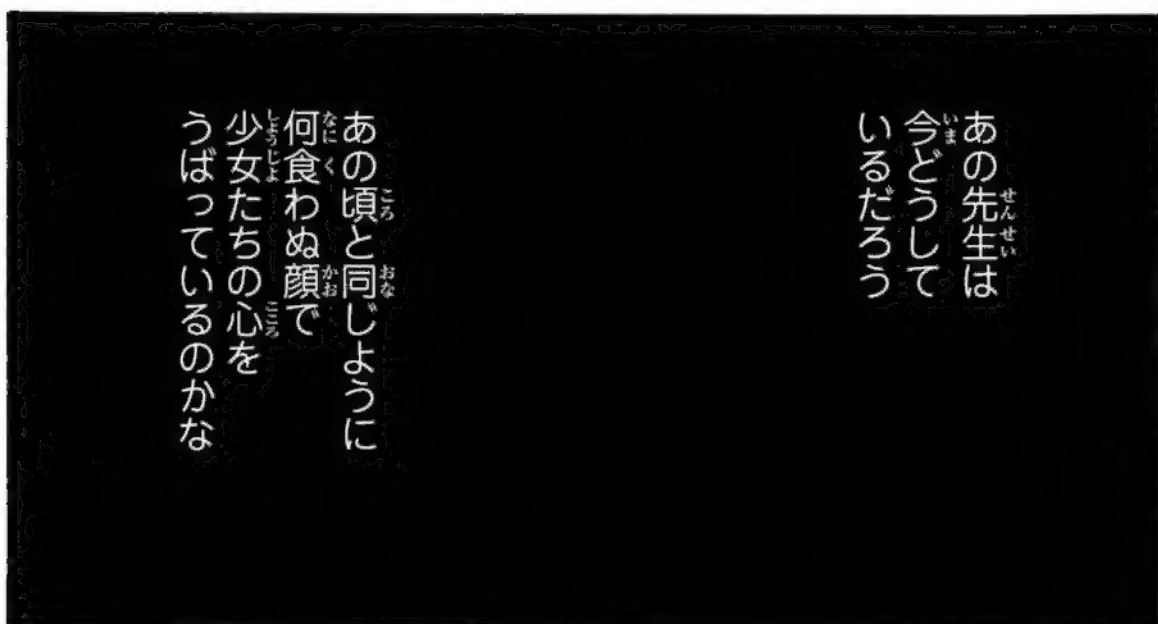 あの先生は
今どうして
いるだろう
あの頃と同じように
何食わぬ顔で
少女たちの心を
うばっているのかな